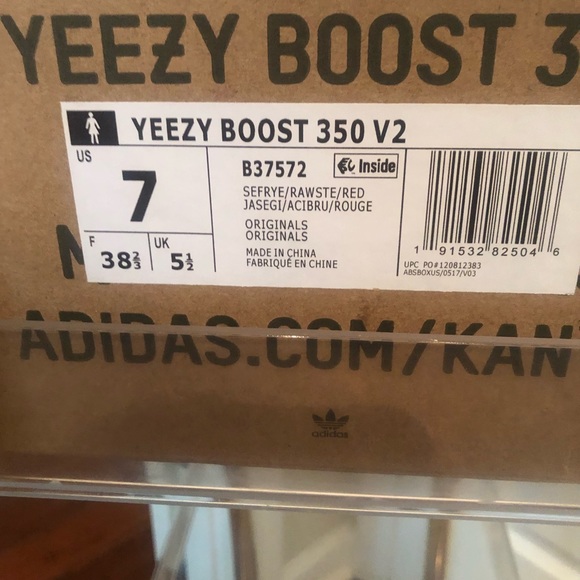 YEEZY BOOST 3
YEEZY BOOST 350 V2
US
7
F
38⅔
UK
5½
B37572
Inside
SEFRYE/RAWSTE/RED
JASEGI/ACIBRU/ROUGE
ORIGINALS
ORIGINALS
MADE IN CHINA
FABRIQUÉ EN CHINE
1 91532 82504 6
UPC PO#120812383
ABSBOXUS/0517/V03
ADIDAS.COM/KAN
adidas